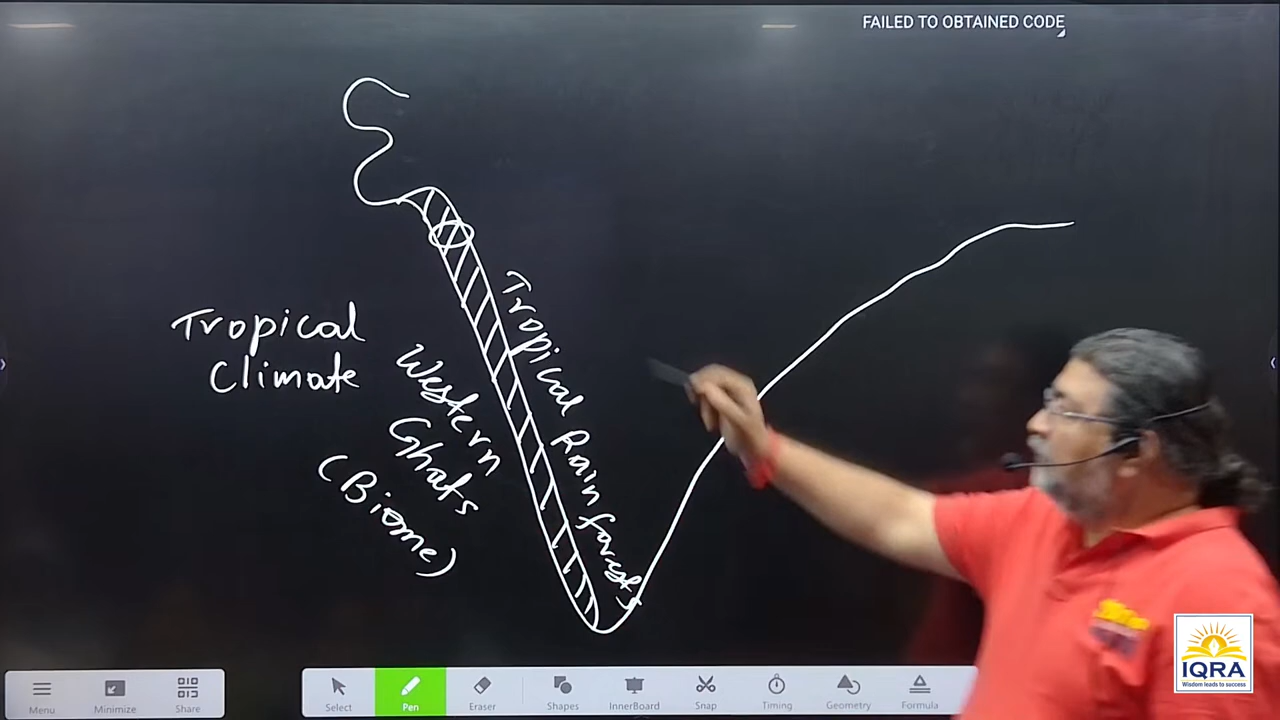 FAILED TO OBTAINED CODE
Tropical
Climate
Western
Ghats
(Biome)
Tropical Rain forests
Menu
Minimize
Share
Select
Pen
Eraser
Shapes
InnerBoard
Snap
Timing
Geometry
Formula
IQRA
Wisdom leads to success